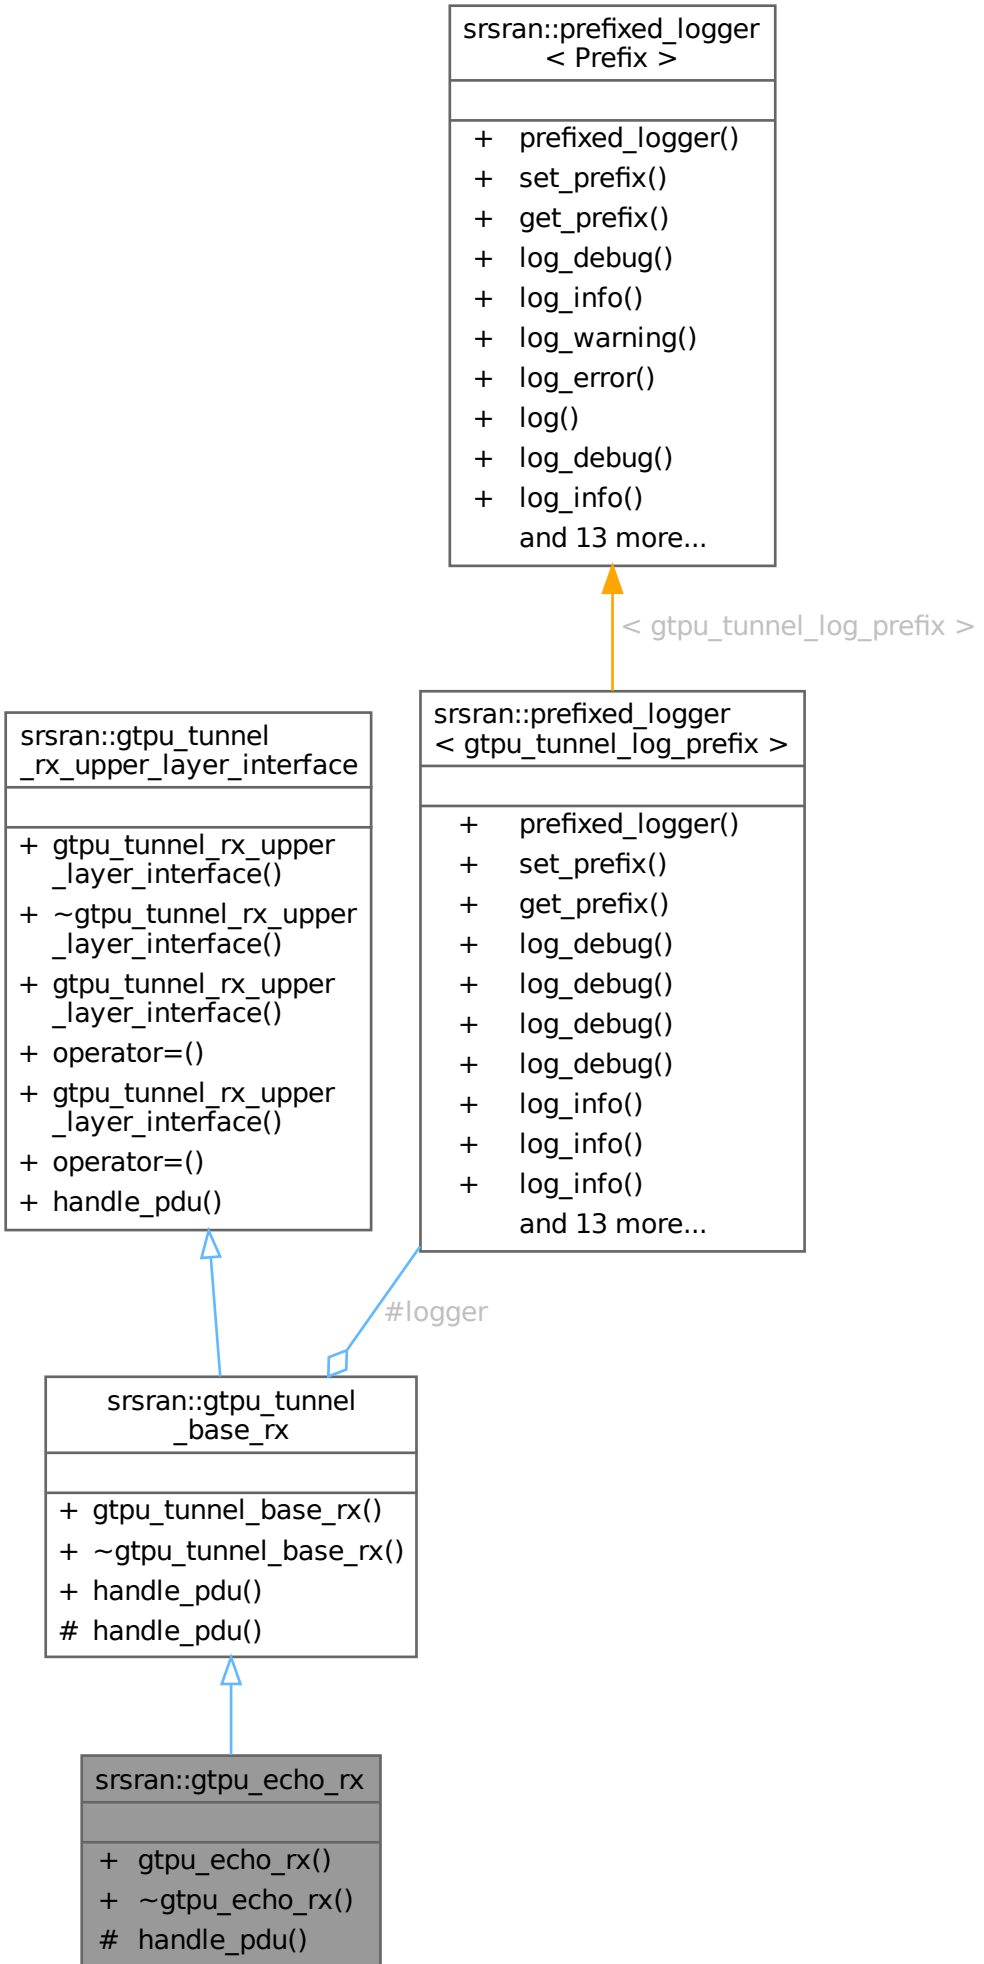 srsran::prefixed_logger
< Prefix >
+ prefixed_logger()
+ set_prefix()
+ get_prefix()
+ log_debug()
+ log_info()
+ log_warning()
+ log_error()
+ log()
+ log_debug()
+ log_info()
and 13 more...
< gtpu_tunnel_log_prefix >
srsran::gtpu_tunnel
_rx_upper_layer_interface
+ gtpu_tunnel_rx_upper
_layer_interface()
+ ~gtpu_tunnel_rx_upper
_layer_interface()
+ gtpu_tunnel_rx_upper
_layer_interface()
+ operator=()
+ gtpu_tunnel_rx_upper
_layer_interface()
+ operator=()
+ handle_pdu()
srsran::prefixed_logger
< gtpu_tunnel_log_prefix >
+ prefixed_logger()
+ set_prefix()
+ get_prefix()
+ log_debug()
+ log_debug()
+ log_debug()
+ log_debug()
+ log_info()
+ log_info()
+ log_info()
and 13 more...
#logger
srsran::gtpu_tunnel
_base_rx
+ gtpu_tunnel_base_rx()
+ ~gtpu_tunnel_base_rx()
+ handle_pdu()
# handle_pdu()
srsran::gtpu_echo_rx
+ gtpu_echo_rx()
+ ~gtpu_echo_rx()
# handle_pdu()